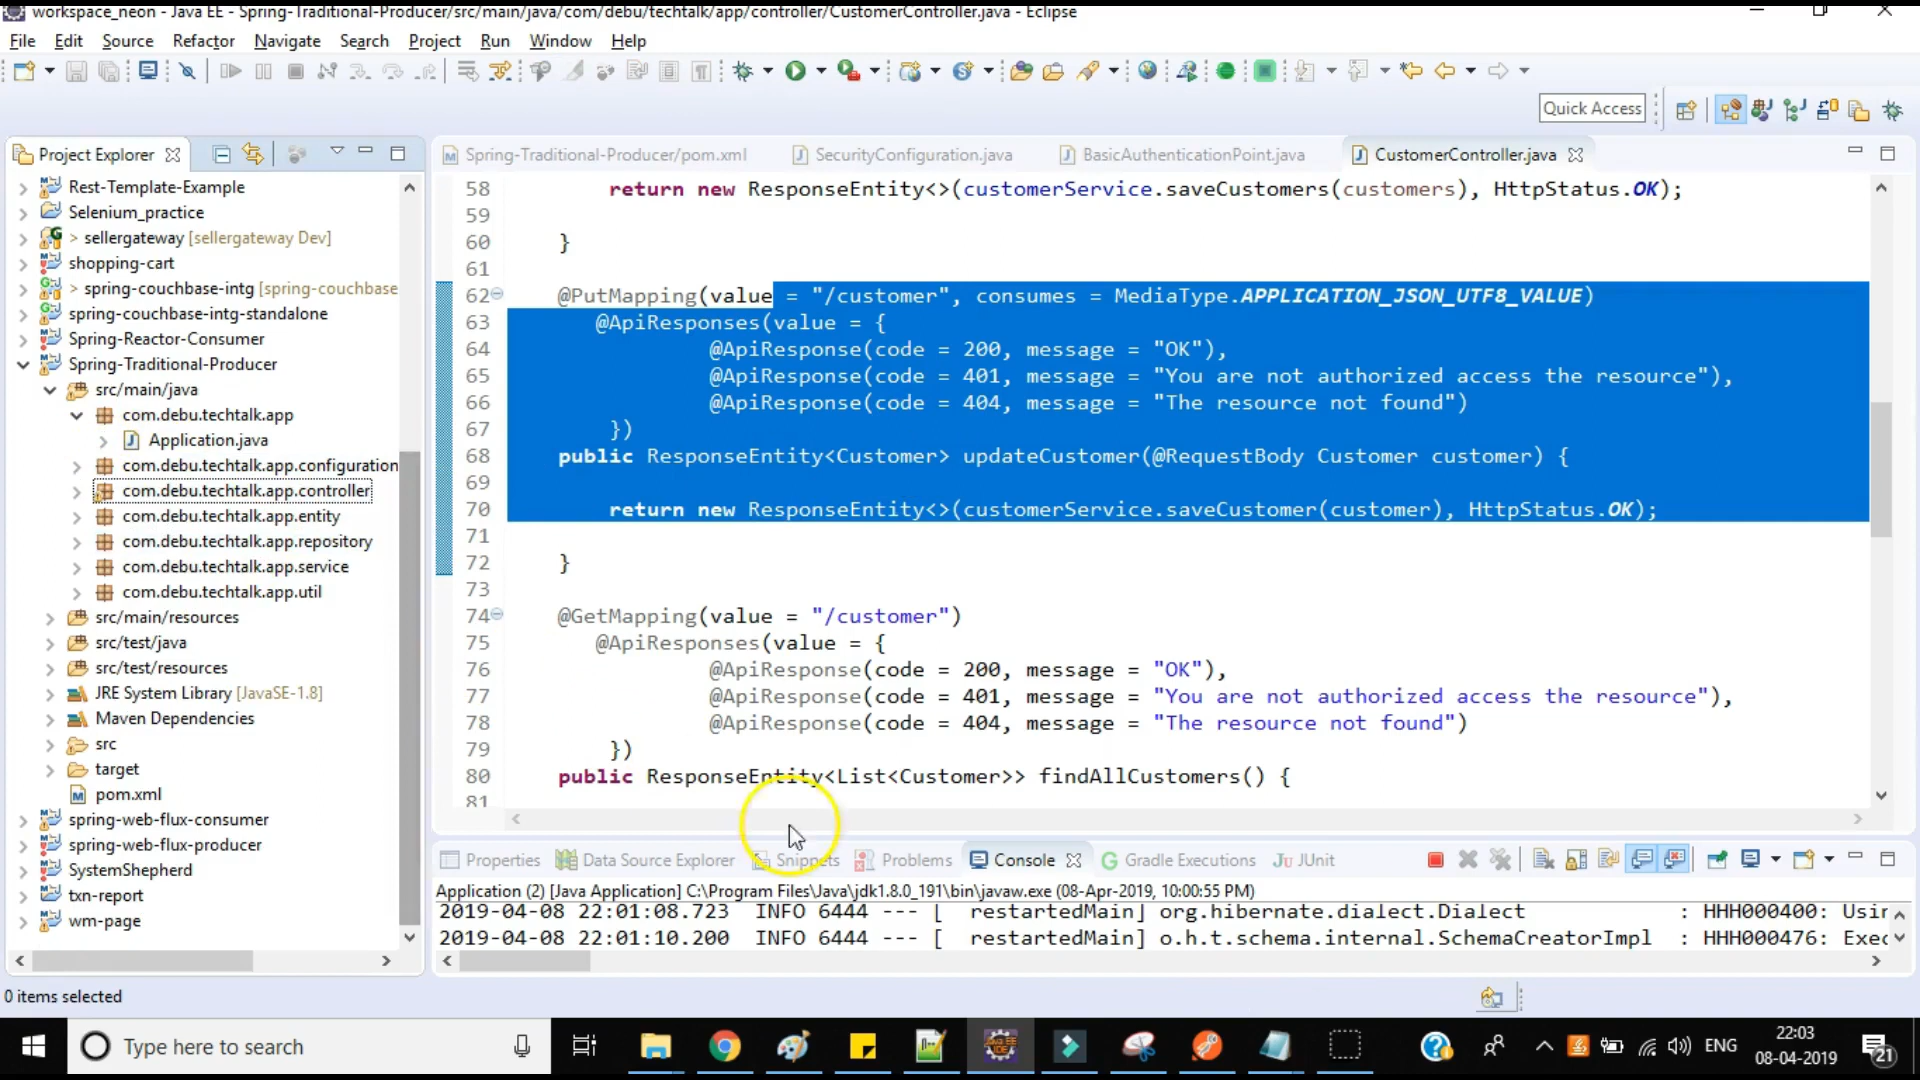 workspace_neon - Java EE - Spring-Traditional-Producer/src/main/java/com/debu/techtalk/app/controller/CustomerController.java - Eclipse
File Edit Source Refactor Navigate Search Project Run Window Help
Quick Access
Project Explorer
Rest-Template-Example
Selenium_practice
> sellergateway [sellergateway Dev]
shopping-cart
> spring-couchbase-intg [spring-couchbase
spring-couchbase-intg-standalone
Spring-Reactor-Consumer
Spring-Traditional-Producer
src/main/java
com.debu.techtalk.app
Application.java
com.debu.techtalk.app.configuration
com.debu.techtalk.app.controller
com.debu.techtalk.app.entity
com.debu.techtalk.app.repository
com.debu.techtalk.app.service
com.debu.techtalk.app.util
src/main/resources
src/test/java
src/test/resources
JRE System Library [JavaSE-1.8]
Maven Dependencies
src
target
pom.xml
spring-web-flux-consumer
spring-web-flux-producer
SystemShepherd
txn-report
wm-page
Spring-Traditional-Producer/pom.xml SecurityConfiguration.java BasicAuthenticationPoint.java CustomerController.java
58 return new ResponseEntity<>(customerService.saveCustomers(customers), HttpStatus.OK);
59
60 }
61
62 @PutMapping(value = "/customer", consumes = MediaType.APPLICATION_JSON_UTF8_VALUE)
63 @ApiResponses(value = {
64 @ApiResponse(code = 200, message = "OK"),
65 @ApiResponse(code = 401, message = "You are not authorized access the resource"),
66 @ApiResponse(code = 404, message = "The resource not found")
67 })
68 public ResponseEntity<Customer> updateCustomer(@RequestBody Customer customer) {
69
70 return new ResponseEntity<>(customerService.saveCustomer(customer), HttpStatus.OK);
71
72 }
73
74 @GetMapping(value = "/customer")
75 @ApiResponses(value = {
76 @ApiResponse(code = 200, message = "OK"),
77 @ApiResponse(code = 401, message = "You are not authorized access the resource"),
78 @ApiResponse(code = 404, message = "The resource not found")
79 })
80 public ResponseEntity<List<Customer>> findAllCustomers() {
81
Properties Data Source Explorer Snippets Problems Console Gradle Executions JUnit
Application (2) [Java Application] C:\Program Files\Java\jdk1.8.0_191\bin\javaw.exe (08-Apr-2019, 10:00:55 PM)
2019-04-08 22:01:08.723 INFO 6444 --- [ restartedMain] org.hibernate.dialect.Dialect : HHH000400: Usin
2019-04-08 22:01:10.200 INFO 6444 --- [ restartedMain] o.h.t.schema.internal.SchemaCreatorImpl : HHH000476: Exec
0 items selected
Type here to search
ENG
22:03
08-04-2019
21